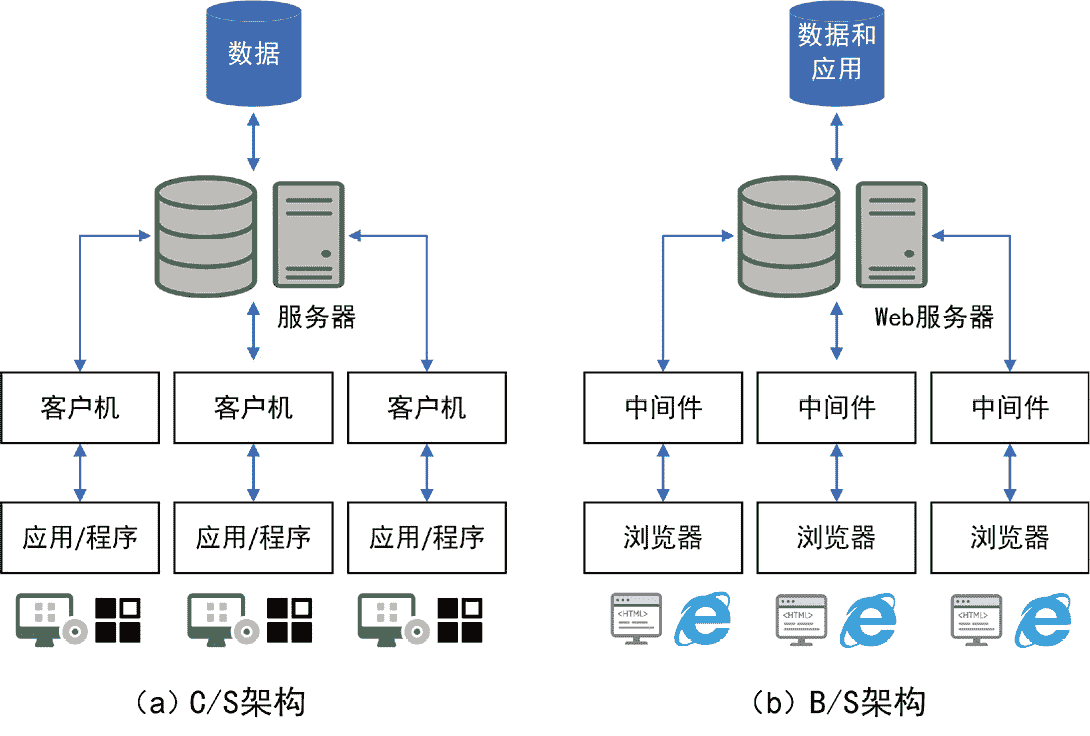 数据
服务器
客户机
客户机
客户机
应用/程序
应用/程序
应用/程序
(a) C/S架构
数据和
应用
Web服务器
中间件
中间件
中间件
浏览器
浏览器
浏览器
<HTML>
<HTML>
<HTML>
(b) B/S架构